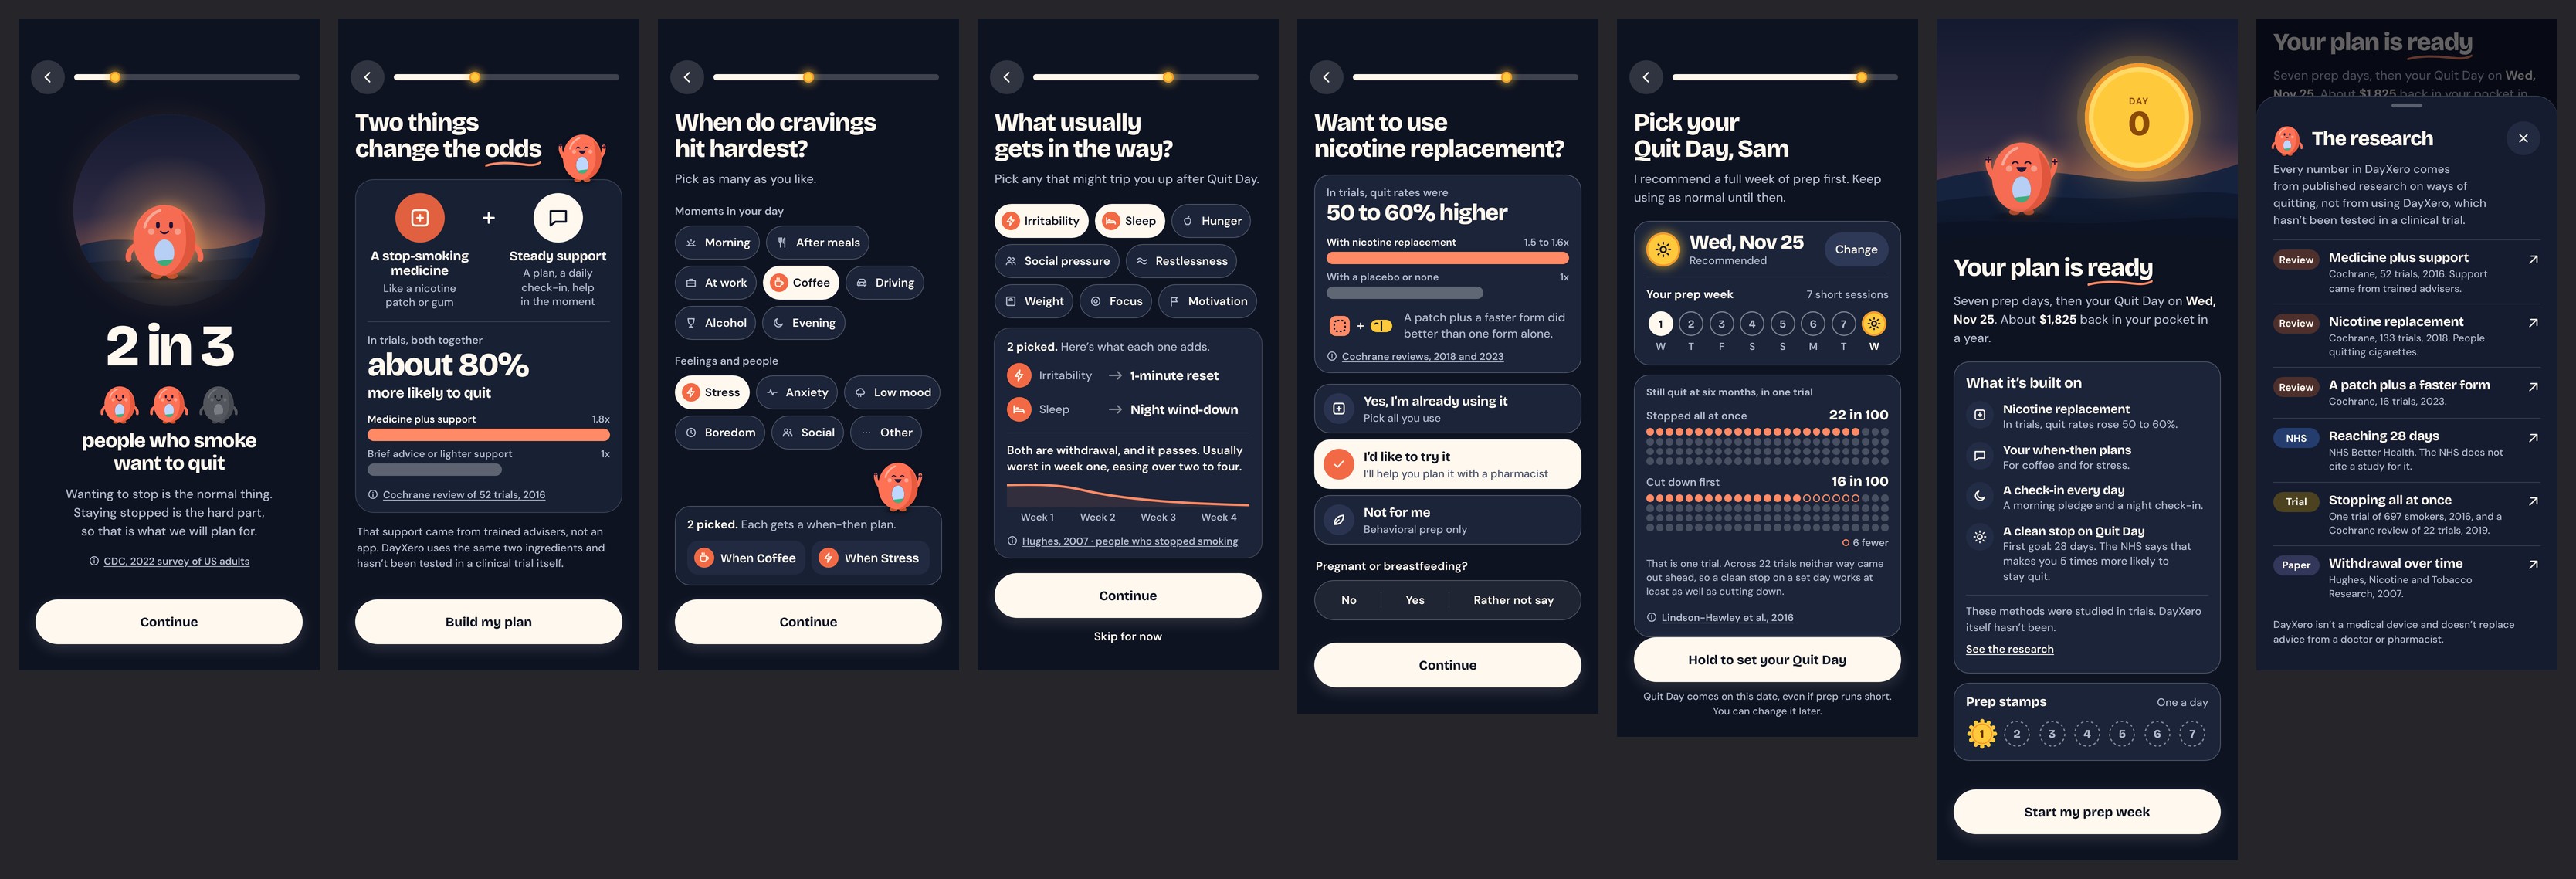 2 in 3
people who smoke
want to quit
Wanting to stop is the normal thing.
Staying stopped is the hard part,
so that is what we will plan for.
CDC, 2022 survey of US adults
Continue
Two things
change the odds
+
A stop-smoking
medicine
Like a nicotine
patch or gum
Steady support
A plan, a daily
check-in, help
in the moment
In trials, both together
about 80%
more likely to quit
Medicine plus support 1.8x
Brief advice or lighter support 1x
Cochrane review of 52 trials, 2016
That support came from trained advisers, not an
app. DayXero uses the same two ingredients and
hasn't been tested in a clinical trial itself.
Build my plan
When do cravings
hit hardest?
Pick as many as you like.
Moments in your day
Morning After meals
At work Coffee Driving
Alcohol Evening
Feelings and people
Stress Anxiety Low mood
Boredom Social Other
2 picked. Each gets a when-then plan.
When Coffee When Stress
Continue
What usually
gets in the way?
Pick any that might trip you up after Quit Day.
Irritability Sleep Hunger
Social pressure Restlessness
Weight Focus Motivation
2 picked. Here's what each one adds.
Irritability → 1-minute reset
Sleep → Night wind-down
Both are withdrawal, and it passes. Usually
worst in week one, easing over two to four.
Week 1 Week 2 Week 3 Week 4
Hughes, 2007 · people who stopped smoking
Continue
Skip for now
Want to use
nicotine replacement?
In trials, quit rates were
50 to 60% higher
With nicotine replacement 1.5 to 1.6x
With a placebo or none 1x
+
A patch plus a faster form did
better than one form alone.
Cochrane reviews, 2018 and 2023
Yes, I'm already using it
Pick all you use
I'd like to try it
I'll help you plan it with a pharmacist
Not for me
Behavioral prep only
Pregnant or breastfeeding?
No Yes Rather not say
Continue
Pick your
Quit Day, Sam
I recommend a full week of prep first. Keep
using as normal until then.
Wed, Nov 25
Recommended
Change
Your prep week 7 short sessions
1 2 3 4 5 6 7
W T F S S M T W
Still quit at six months, in one trial
Stopped all at once 22 in 100
Cut down first 16 in 100
6 fewer
That is one trial. Across 22 trials neither way came
out ahead, so a clean stop on a set day works at
least as well as cutting down.
Lindson-Hawley et al., 2016
Hold to set your Quit Day
Quit Day comes on this date, even if prep runs short.
You can change it later.
DAY
0
Your plan is ready
Seven prep days, then your Quit Day on Wed,
Nov 25. About $1,825 back in your pocket in
a year.
What it's built on
Nicotine replacement
In trials, quit rates rose 50 to 60%.
Your when-then plans
For coffee and for stress.
A check-in every day
A morning pledge and a night check-in.
A clean stop on Quit Day
First goal: 28 days. The NHS says that
makes you 5 times more likely to
stay quit.
These methods were studied in trials. DayXero
itself hasn't been.
See the research
Prep stamps One a day
1 2 3 4 5 6 7
Start my prep week
Your plan is ready
Seven prep days, then your Quit Day on Wed,
Nov 25. About $1,825 back in your pocket in
The research
Every number in DayXero comes
from published research on ways of
quitting, not from using DayXero, which
hasn't been tested in a clinical trial.
Review Medicine plus support
Cochrane, 52 trials, 2016. Support
came from trained advisers.
Review Nicotine replacement
Cochrane, 133 trials, 2018. People
quitting cigarettes.
Review A patch plus a faster form
Cochrane, 16 trials, 2023.
NHS Reaching 28 days
NHS Better Health. The NHS does not
cite a study for it.
Trial Stopping all at once
One trial of 697 smokers, 2016, and a
Cochrane review of 22 trials, 2019.
Paper Withdrawal over time
Hughes, Nicotine and Tobacco
Research, 2007.
DayXero isn't a medical device and doesn't replace
advice from a doctor or pharmacist.